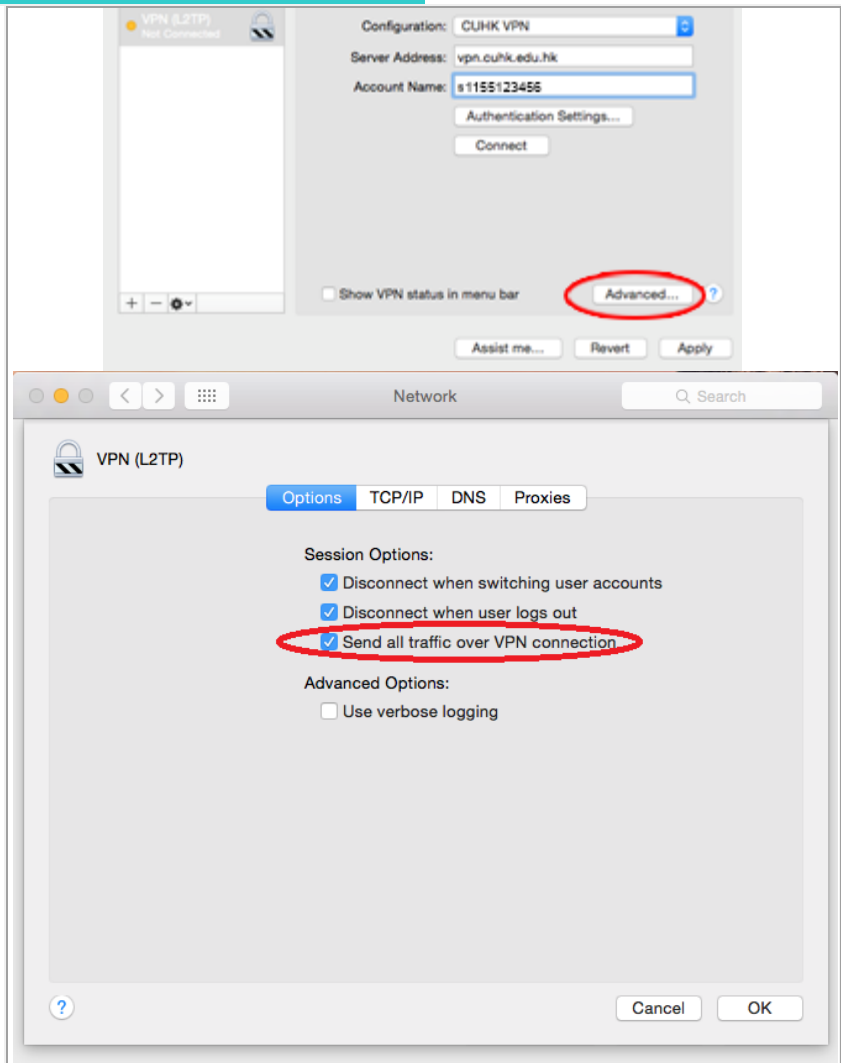 VPN (L2TP)
Not Connected
Configuration: CUHK VPN
Server Address: vpn.cuhk.edu.hk
Account Name: s1155123456
Authentication Settings...
Connect
Show VPN status in menu bar
Advanced...
?
Assist me...
Revert
Apply
Network
Search
VPN (L2TP)
Options TCP/IP DNS Proxies
Session Options:
Disconnect when switching user accounts
Disconnect when user logs out
Send all traffic over VPN connection
Advanced Options:
Use verbose logging
?
Cancel
OK